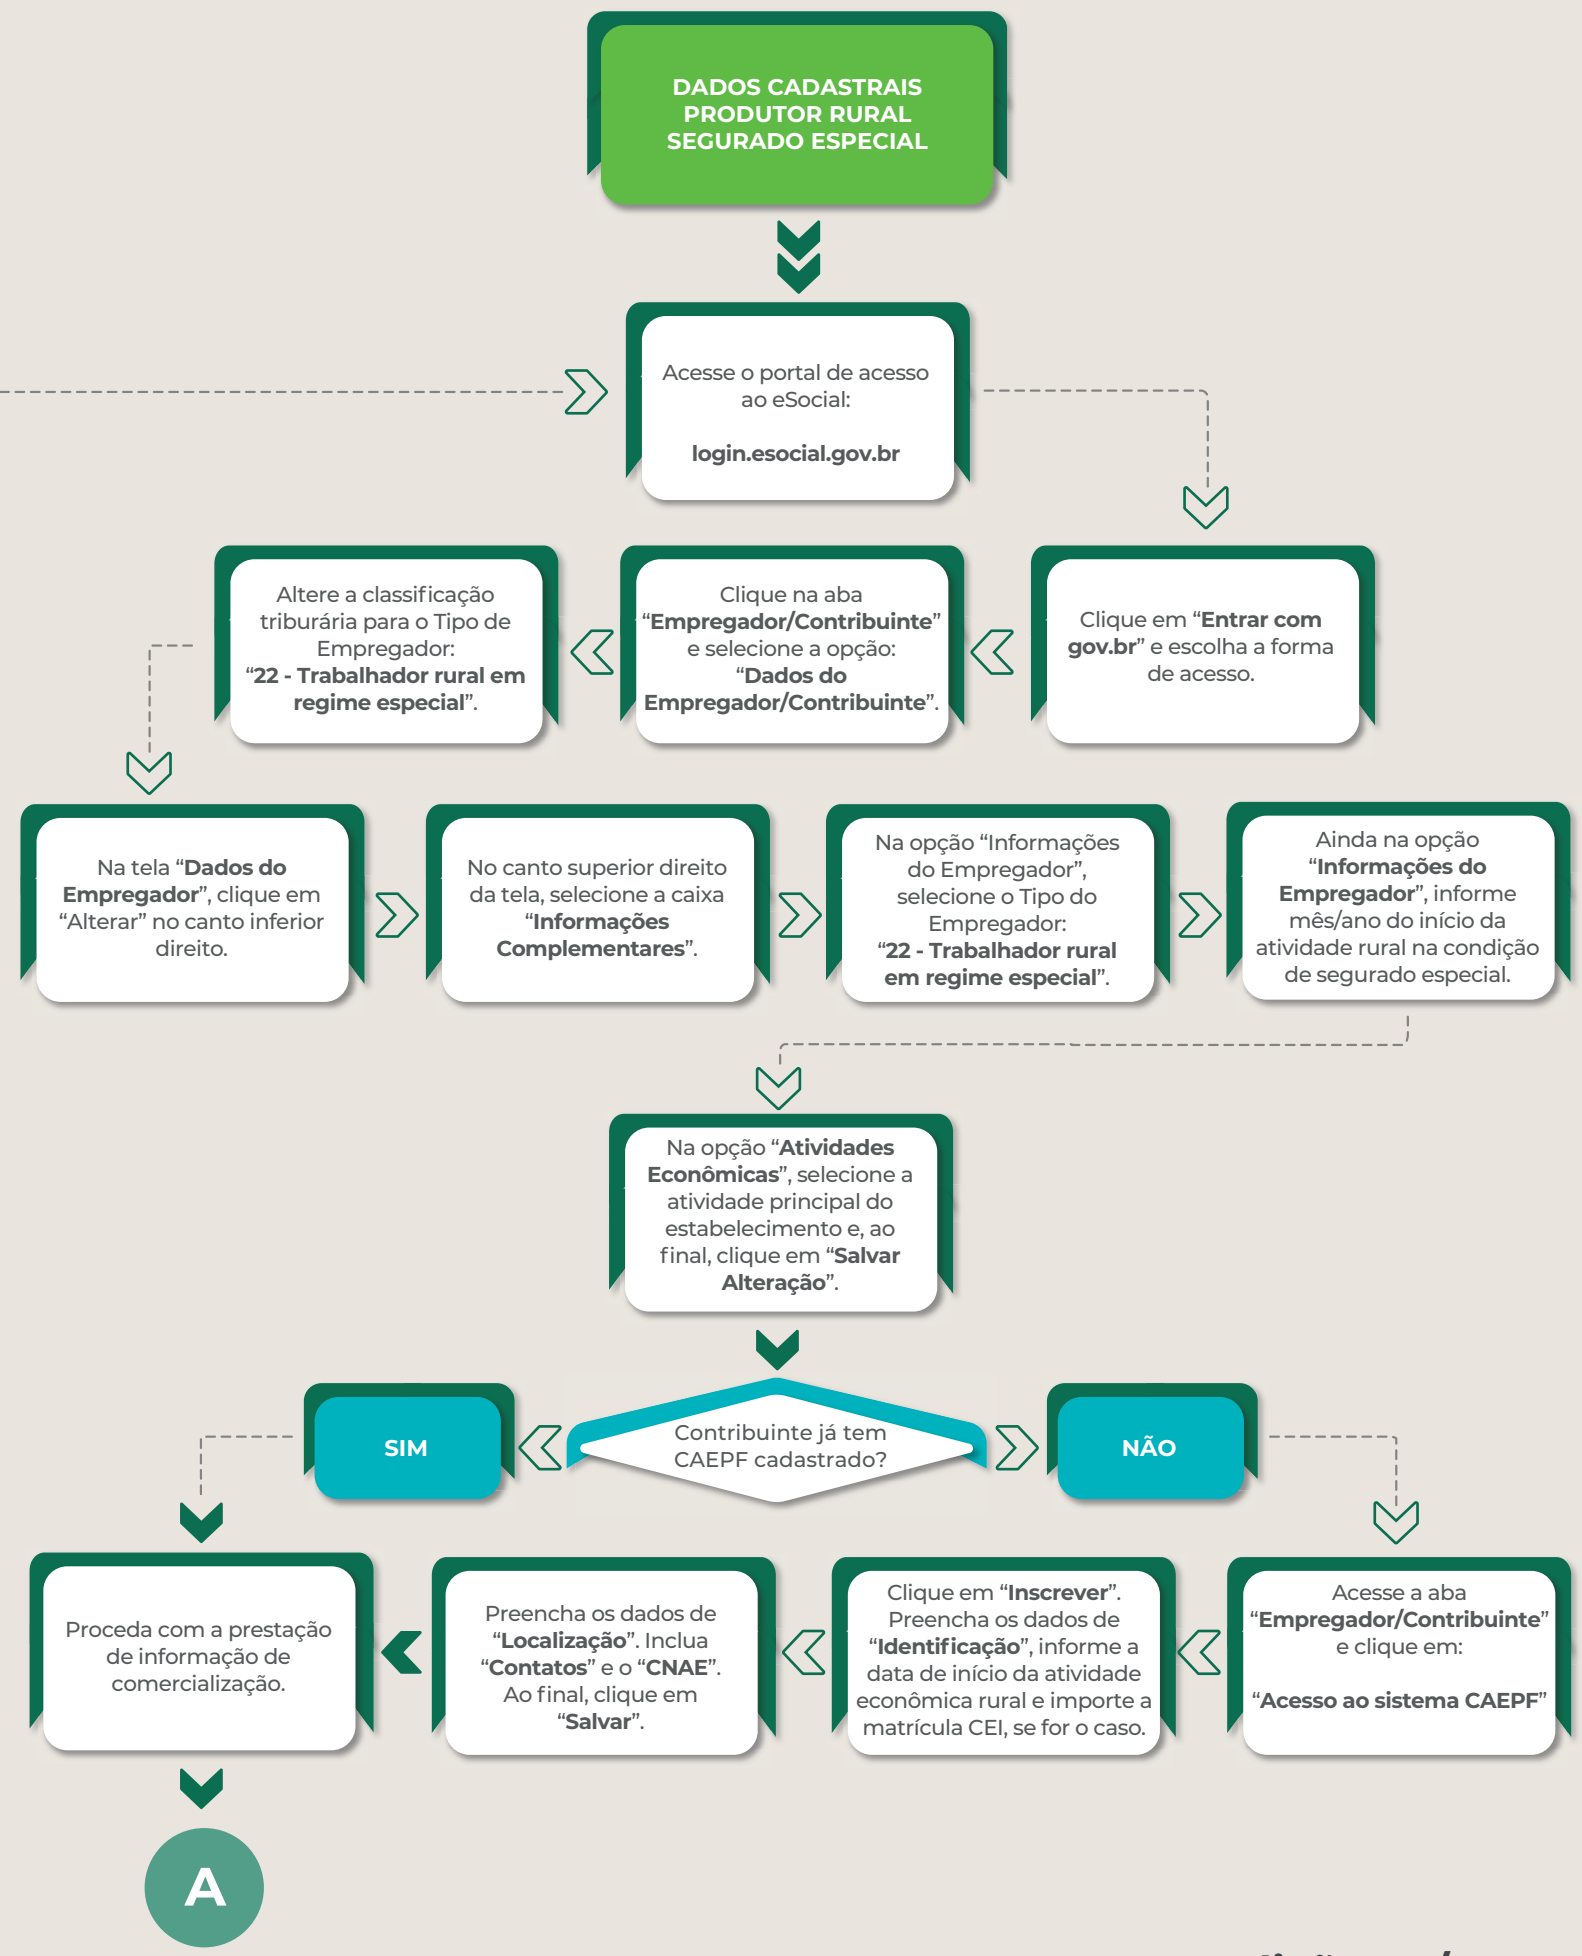 DADOS CADASTRAIS
PRODUTOR RURAL
SEGURADO ESPECIAL
Acesse o portal de acesso
ao eSocial:
login.esocial.gov.br
Clique em “Entrar com
gov.br” e escolha a forma
de acesso.
Clique na aba
“Empregador/Contribuinte”
e selecione a opção:
“Dados do
Empregador/Contribuinte”.
Altere a classificação
triburária para o Tipo de
Empregador:
“22 - Trabalhador rural em
regime especial”.
Na tela “Dados do
Empregador”, clique em
“Alterar” no canto inferior
direito.
No canto superior direito
da tela, selecione a caixa
“Informações
Complementares”.
Na opção “Informações
do Empregador”,
selecione o Tipo do
Empregador:
“22 - Trabalhador rural
em regime especial”.
Ainda na opção
“Informações do
Empregador”, informe
mês/ano do início da
atividade rural na condição
de segurado especial.
Na opção “Atividades
Econômicas”, selecione a
atividade principal do
estabelecimento e, ao
final, clique em “Salvar
Alteração”.
Contribuinte já tem
CAEPF cadastrado?
SIM
NÃO
Acesse a aba
“Empregador/Contribuinte”
e clique em:
“Acesso ao sistema CAEPF”
Clique em “Inscrever”.
Preencha os dados de
“Identificação”, informe a
data de início da atividade
econômica rural e importe a
matrícula CEI, se for o caso.
Preencha os dados de
“Localização”. Inclua
“Contatos” e o “CNAE”.
Ao final, clique em
“Salvar”.
Proceda com a prestação
de informação de
comercialização.
A